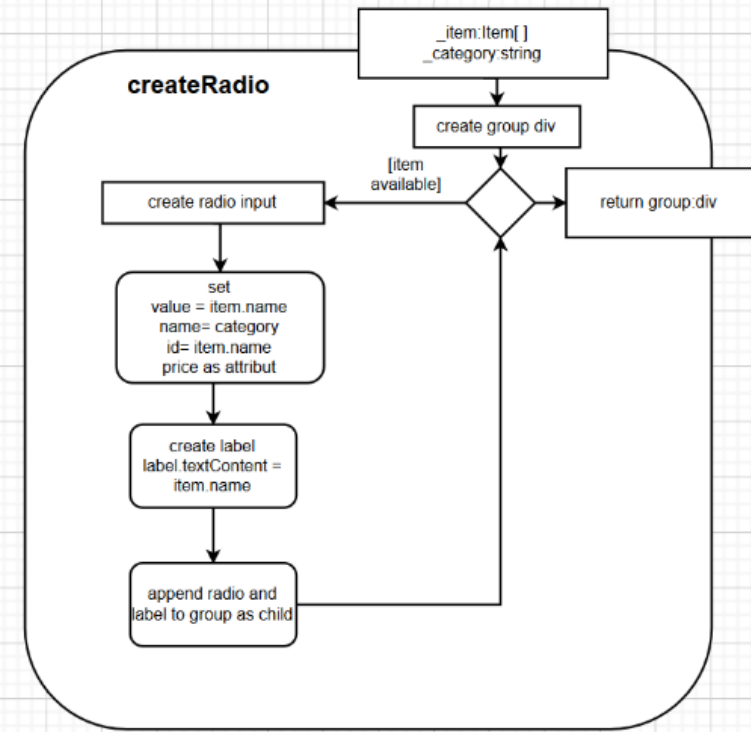 _item:Item[ ]
_category:string
createRadio
create group div
[item
available]
create radio input
return group:div
set
value = item.name
name= category
id= item.name
price as attribut
create label
label.textContent =
item.name
append radio and
label to group as child